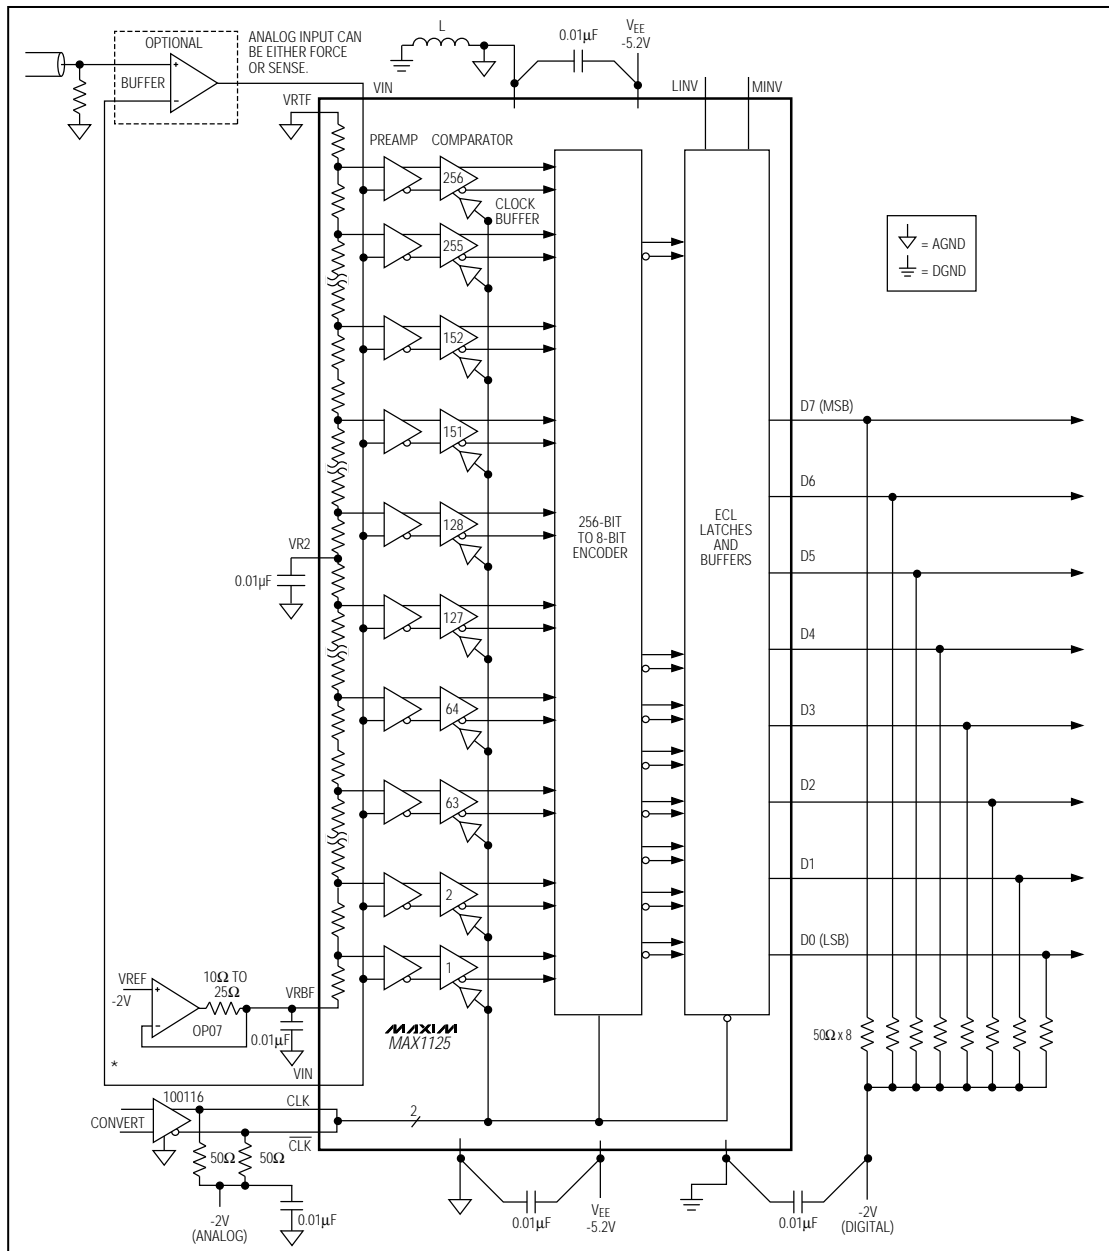 OPTIONAL
BUFFER
+
−
ANALOG INPUT CAN
BE EITHER FORCE
OR SENSE.
L
0.01µF
VEE
-5.2V
VIN
VRTF
LINV
MINV
PREAMP
COMPARATOR
256
CLOCK
BUFFER
255
152
151
128
127
64
63
2
1
= AGND
= DGND
256-BIT
TO 8-BIT
ENCODER
ECL
LATCHES
AND
BUFFERS
VR2
0.01µF
D7 (MSB)
D6
D5
D4
D3
D2
D1
D0 (LSB)
50Ω x 8
VREF
-2V
+
−
OP07
10Ω TO
25Ω
VRBF
0.01µF
MAXIM
MAX1125
*
VIN
100116
CONVERT
CLK
CLK
2
50Ω
50Ω
-2V
(ANALOG)
0.01µF
0.01µF
VEE
-5.2V
0.01µF
-2V
(DIGITAL)